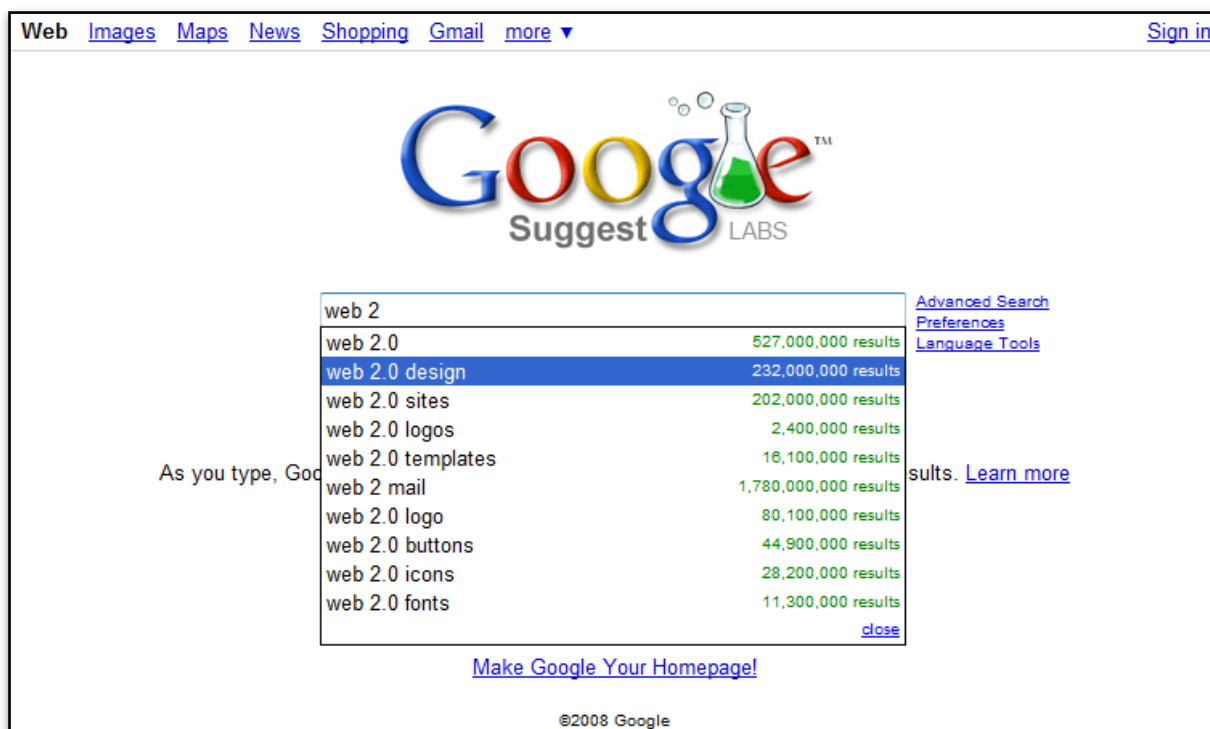 Web Images Maps News Shopping Gmail more ▼ Sign in
Google™
Suggest LABS
web 2
Advanced Search
Preferences
Language Tools
web 2.0 527,000,000 results
web 2.0 design 232,000,000 results
web 2.0 sites 202,000,000 results
web 2.0 logos 2,400,000 results
web 2.0 templates 16,100,000 results
web 2 mail 1,780,000,000 results
web 2.0 logo 80,100,000 results
web 2.0 buttons 44,900,000 results
web 2.0 icons 28,200,000 results
web 2.0 fonts 11,300,000 results
close
As you type, Goo sults. Learn more
Make Google Your Homepage!
©2008 Google